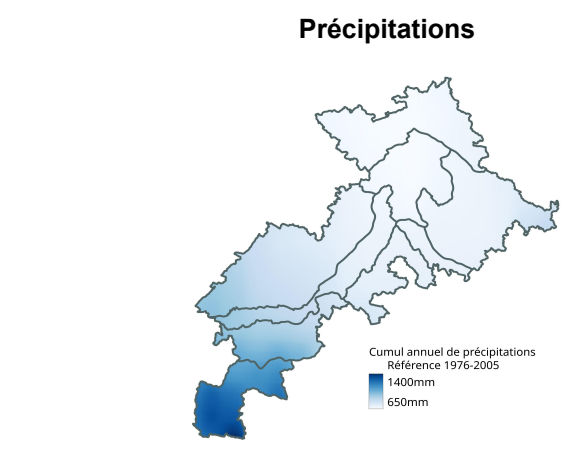 Précipitations
Cumul annuel de précipitations
Référence 1976-2005
1400mm
650mm